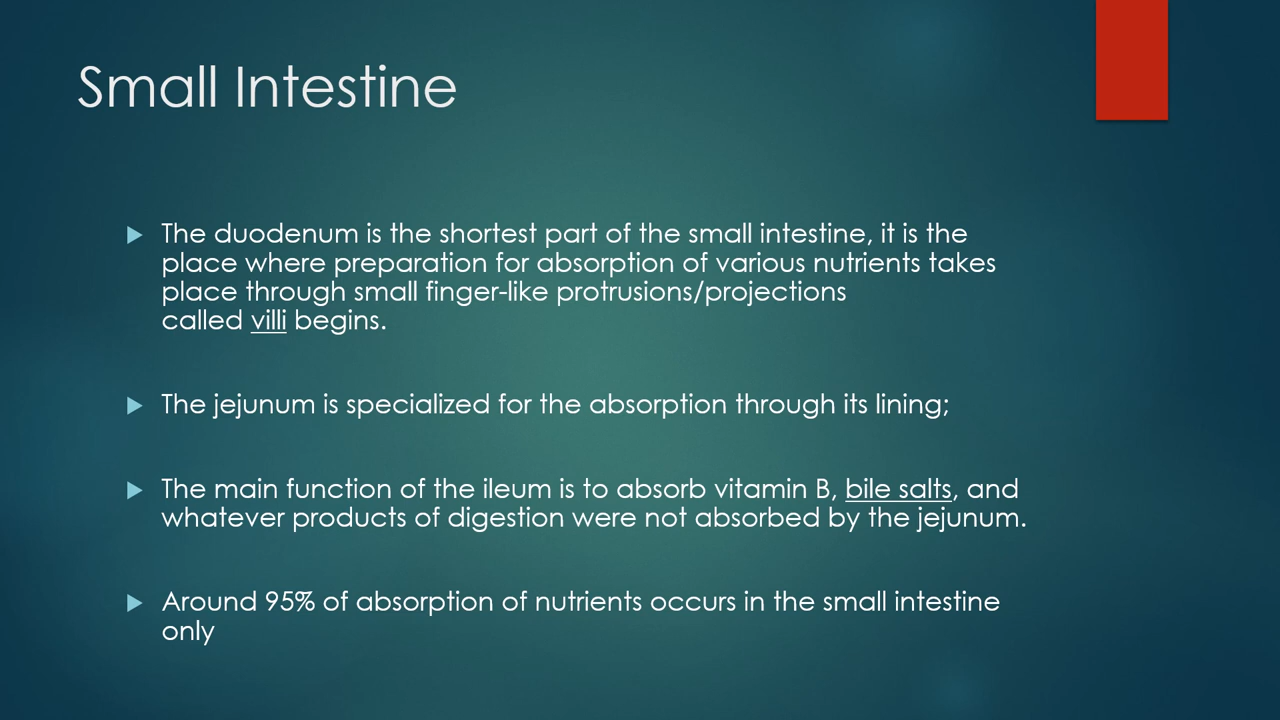 Small Intestine
The duodenum is the shortest part of the small intestine, it is the
place where preparation for absorption of various nutrients takes
place through small finger-like protrusions/projections
called villi begins.
The jejunum is specialized for the absorption through its lining;
The main function of the ileum is to absorb vitamin B, bile salts, and
whatever products of digestion were not absorbed by the jejunum.
Around 95% of absorption of nutrients occurs in the small intestine
only